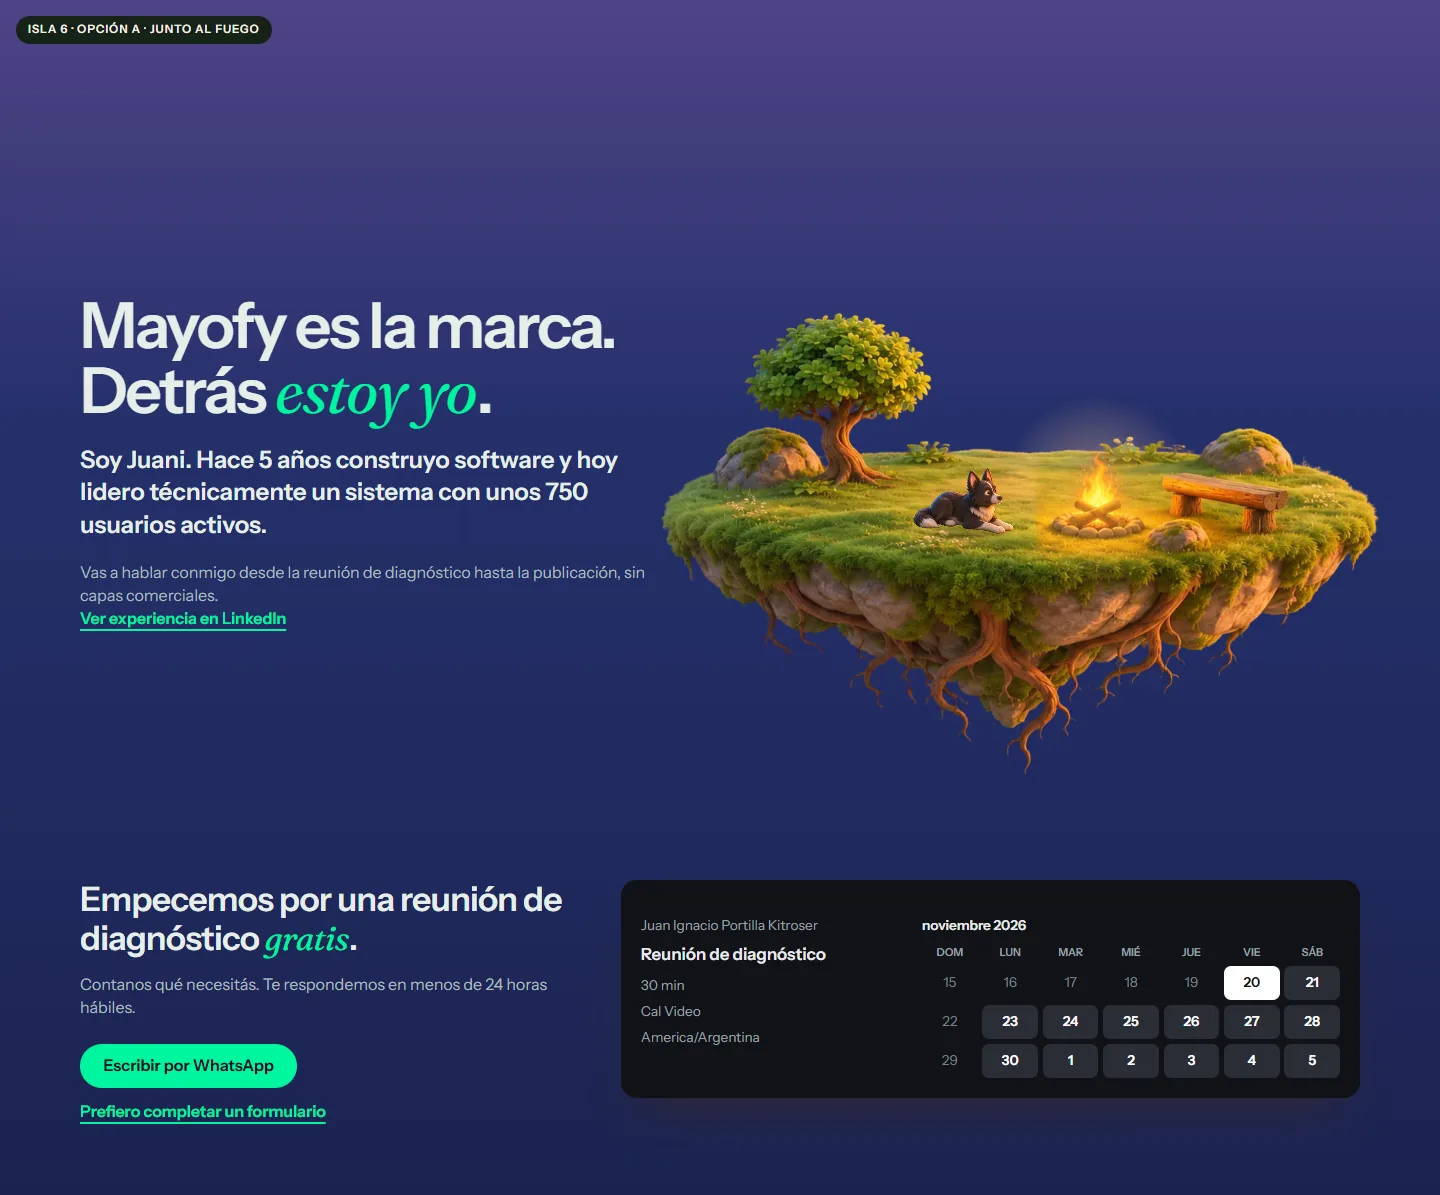 ISLA 6 · OPCIÓN A · JUNTO AL FUEGO
Mayofy es la marca.
Detrás estoy yo.
Soy Juani. Hace 5 años construyo software y hoy
lidero técnicamente un sistema con unos 750
usuarios activos.
Vas a hablar conmigo desde la reunión de diagnóstico hasta la publicación, sin
capas comerciales.
Ver experiencia en LinkedIn
Empecemos por una reunión de
diagnóstico gratis.
Contanos qué necesitás. Te respondemos en menos de 24 horas
hábiles.
Escribir por WhatsApp
Prefiero completar un formulario
Juan Ignacio Portilla Kitroser
Reunión de diagnóstico
30 min
Cal Video
America/Argentina
noviembre 2026
DOM LUN MAR MIÉ JUE VIE SÁB
15 16 17 18 19 20 21
22 23 24 25 26 27 28
29 30 1 2 3 4 5